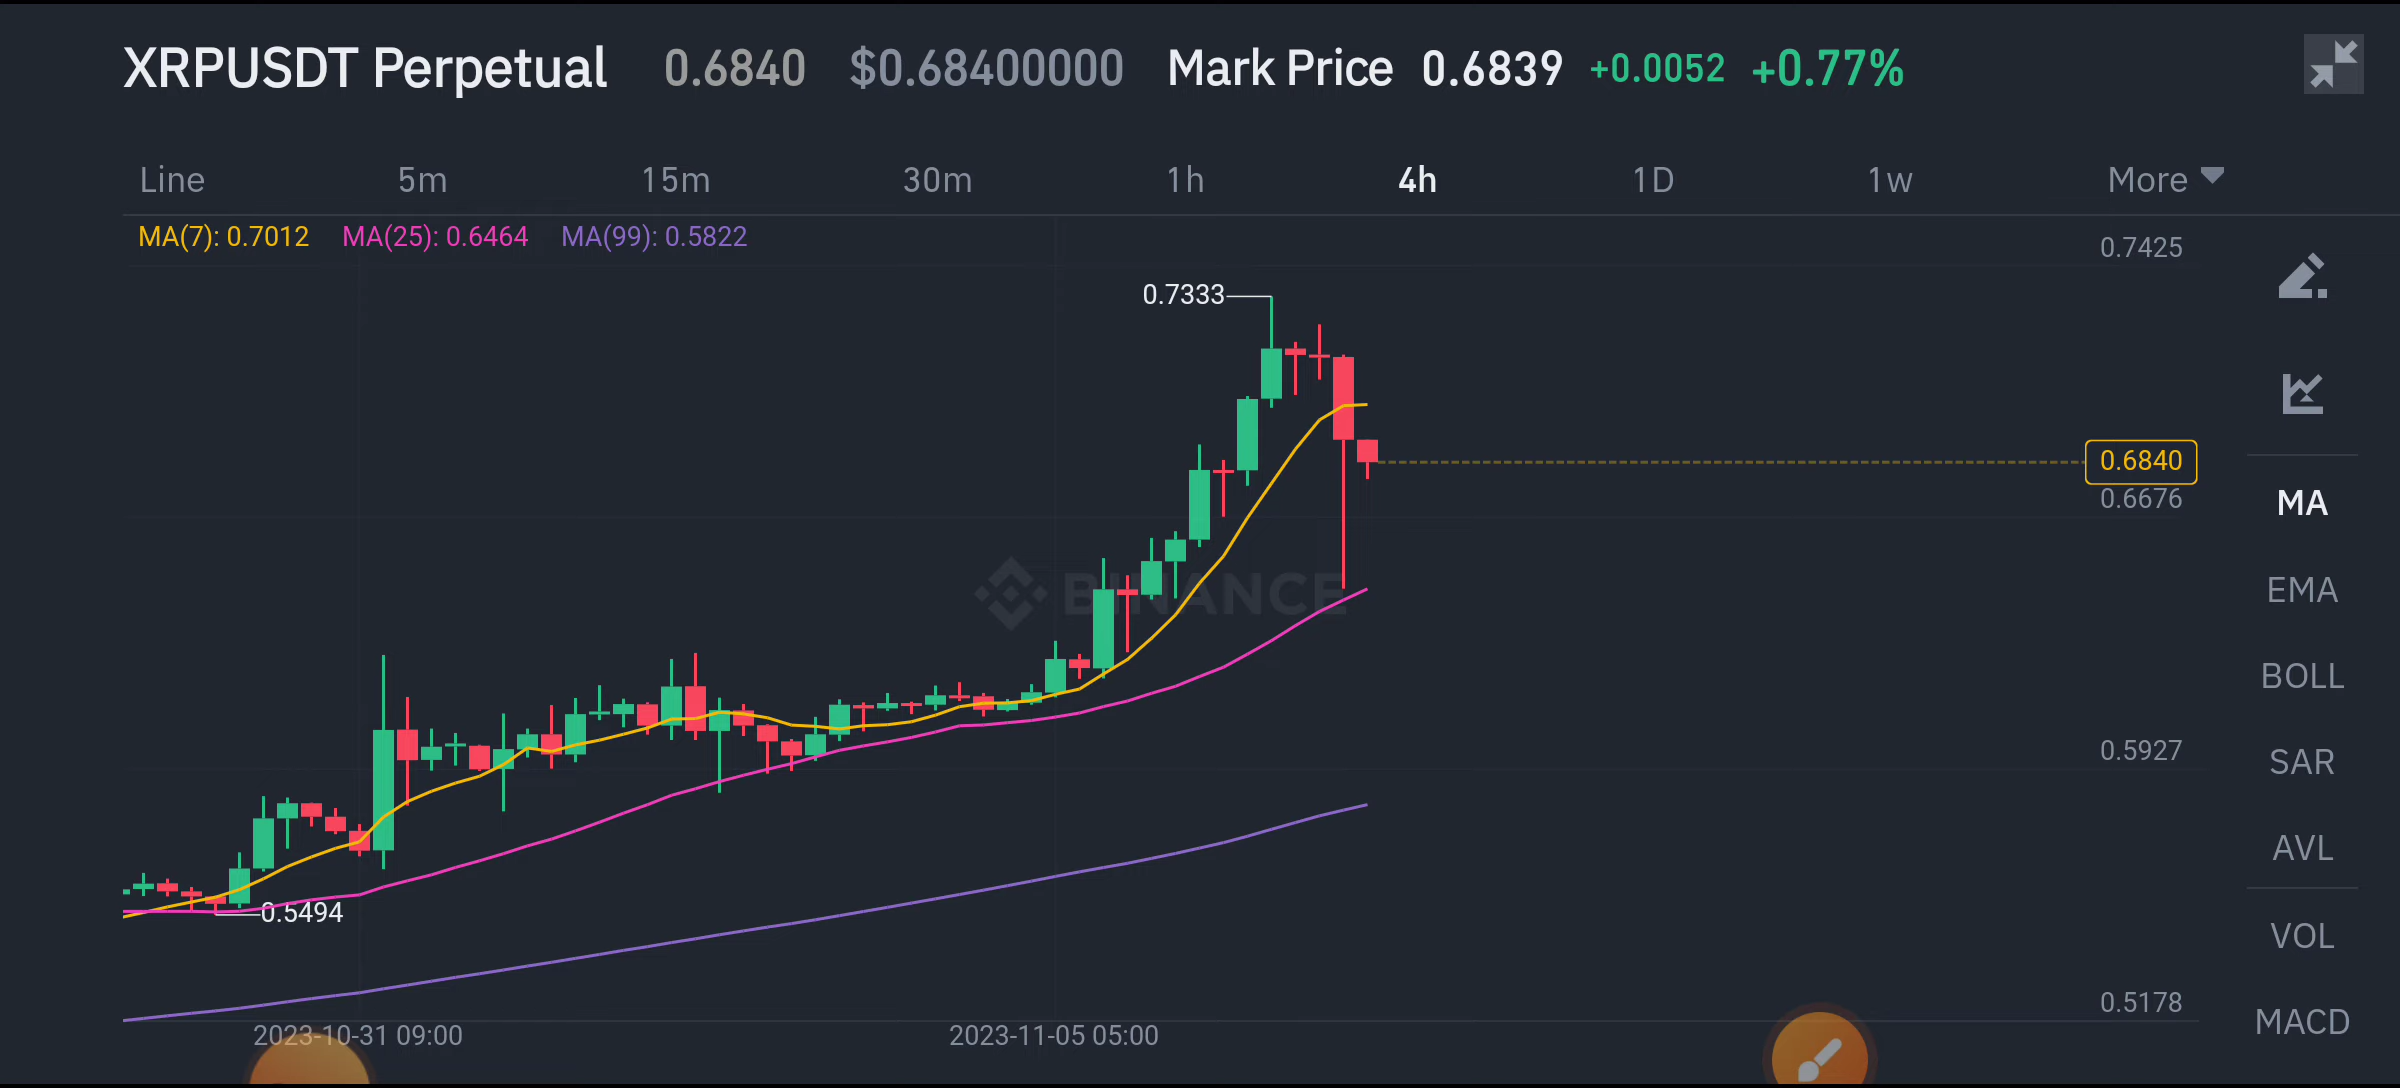 XRPUSDT Perpetual 0.6840 $0.68400000 Mark Price 0.6839 +0.0052 +0.77%
Line 5m 15m 30m 1h 4h 1D 1w More
MA(7): 0.7012 MA(25): 0.6464 MA(99): 0.5822
0.7425
0.7333
0.6840
0.6676
MA
BINANCE
EMA
BOLL
0.5927
SAR
AVL
0.5494
VOL
0.5178
MACD
2023-10-31 09:00 2023-11-05 05:00